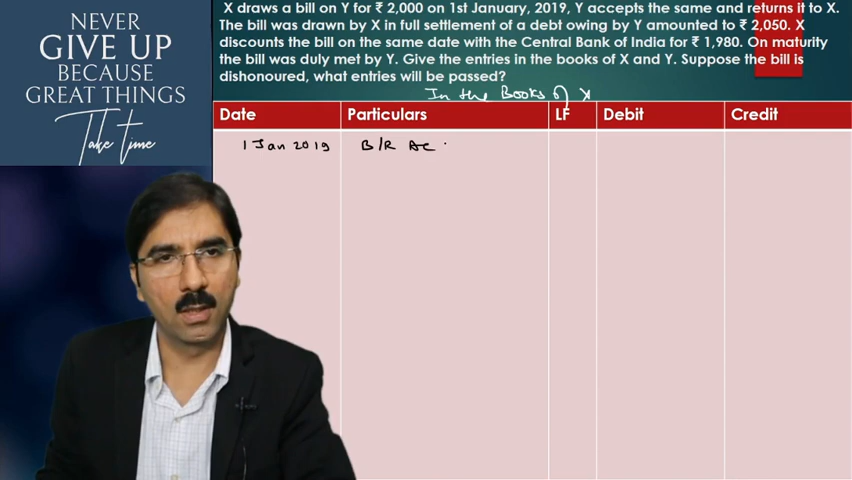 NEVER
GIVE UP
BECAUSE
GREAT THINGS
Take time
X draws a bill on Y for ₹ 2,000 on 1st January, 2019, Y accepts the same and returns it to X.
The bill was drawn by X in full settlement of a debt owing by Y amounted to ₹ 2,050. X
discounts the bill on the same date with the Central Bank of India for ₹ 1,980. On maturity
the bill was duly met by Y. Give the entries in the books of X and Y. Suppose the bill is
dishonoured, what entries will be passed?
In the Books of X
Date Particulars LF Debit Credit
1 Jan 2019 B/R Ac